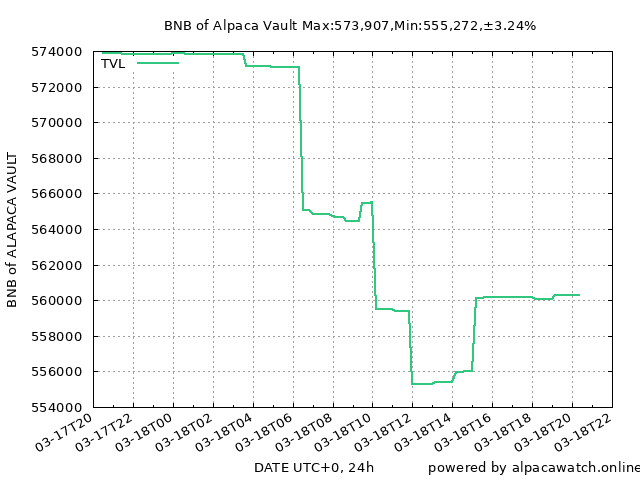 BNB of Alpaca Vault Max:573,907,Min:555,272,±3.24%
TVL
574000
572000
570000
568000
566000
564000
562000
560000
558000
556000
554000
BNB of ALAPACA VAULT
03-17T20
03-17T22
03-18T00
03-18T02
03-18T04
03-18T06
03-18T08
03-18T10
03-18T12
03-18T14
03-18T16
03-18T18
03-18T20
03-18T22
DATE UTC+0, 24h
powered by alpacawatch.online